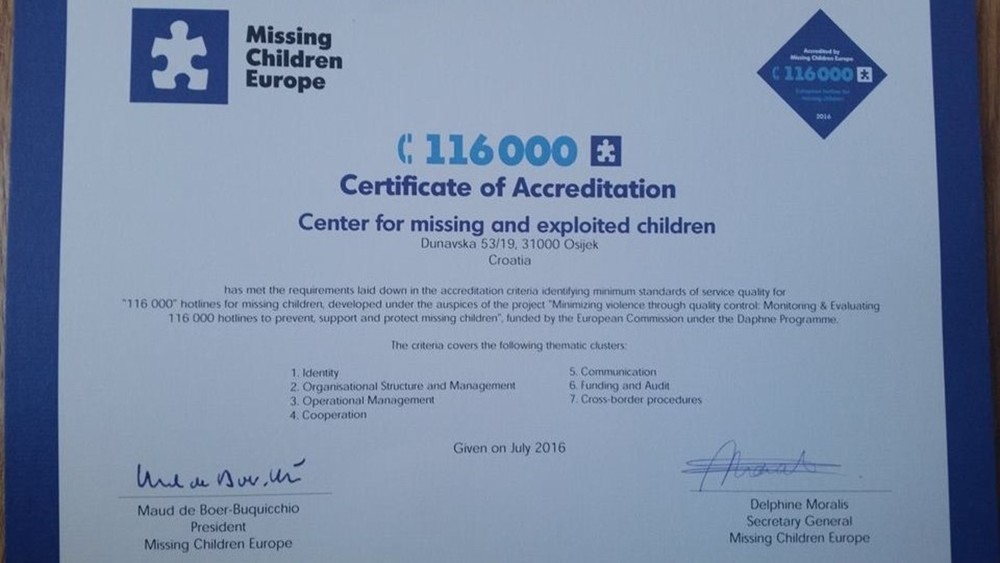 Missing
Children
Europe
Accredited by
Missing Children Europe
116000
European hotline for
missing children
2016
116000
Certificate of Accreditation
Center for missing and exploited children
Dunavska 53/19, 31000 Osijek
Croatia
has met the requirements laid down in the accreditation criteria identifying minimum standards of service quality for
"116 000" hotlines for missing children, developed under the auspices of the project "Minimizing violence through quality control: Monitoring & Evaluating
116 000 hotlines to prevent, support and protect missing children", funded by the European Commission under the Daphne Programme.
The criteria covers the following thematic clusters:
1. Identity
2. Organisational Structure and Management
3. Operational Management
4. Cooperation
5. Communication
6. Funding and Audit
7. Cross-border procedures
Given on July 2016
Maud de Boer-Buquicchio
President
Missing Children Europe
Delphine Moralis
Secretary General
Missing Children Europe